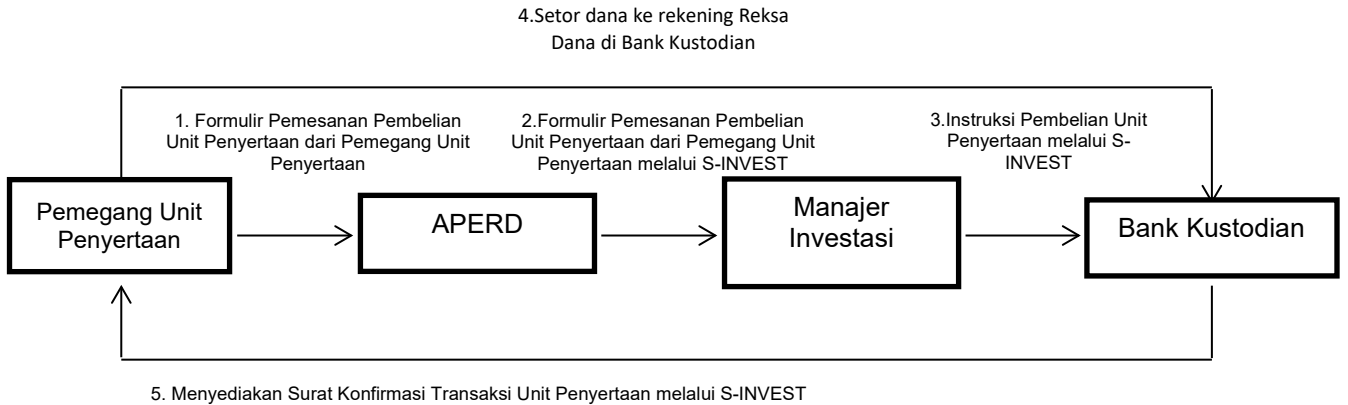 4.Setor dana ke rekening Reksa
Dana di Bank Kustodian
1. Formulir Pemesanan Pembelian
Unit Penyertaan dari Pemegang Unit
Penyertaan
2.Formulir Pemesanan Pembelian
Unit Penyertaan dari Pemegang Unit
Penyertaan melalui S-INVEST
3.Instruksi Pembelian Unit
Penyertaan melalui S-
INVEST
Pemegang Unit
Penyertaan
APERD
Manajer
Investasi
Bank Kustodian
5. Menyediakan Surat Konfirmasi Transaksi Unit Penyertaan melalui S-INVEST